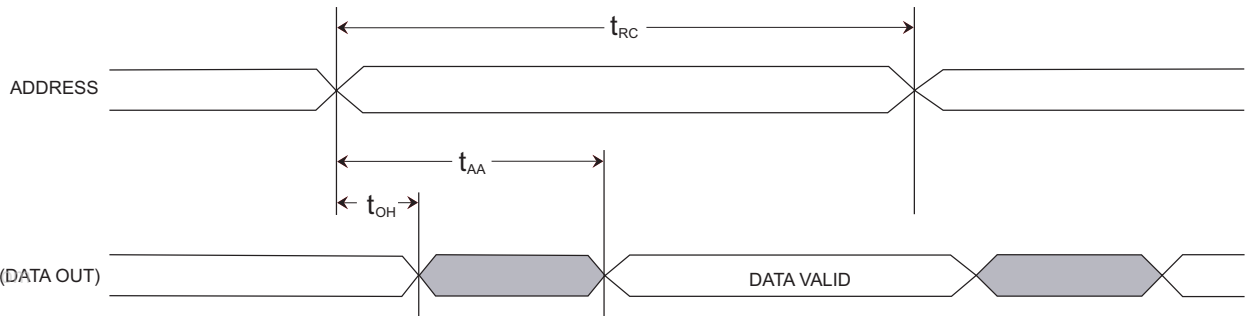 tRC
ADDRESS
tAA
tOH
(DATA OUT)
DATA VALID